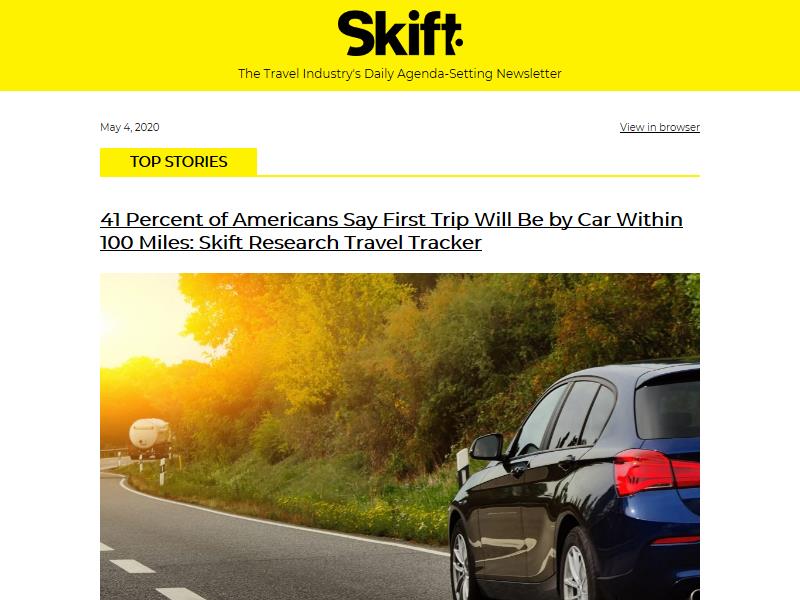 Skift
The Travel Industry's Daily Agenda-Setting Newsletter
May 4, 2020
View in browser
TOP STORIES
41 Percent of Americans Say First Trip Will Be by Car Within
100 Miles: Skift Research Travel Tracker